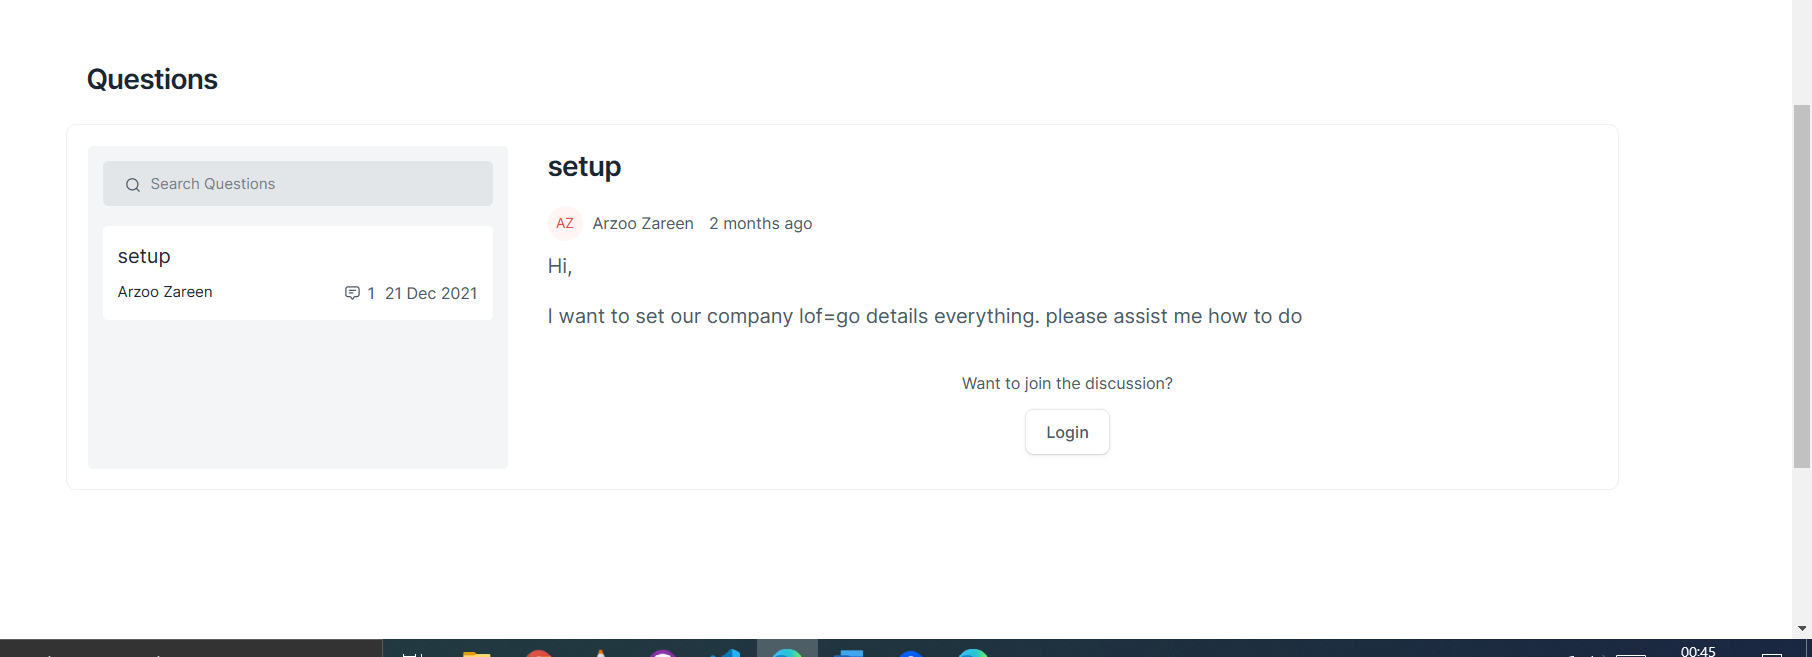 Questions
Search Questions
setup
Arzoo Zareen
1 21 Dec 2021
setup
AZ Arzoo Zareen 2 months ago
Hi,
I want to set our company lof=go details everything. please assist me how to do
Want to join the discussion?
Login
00:45